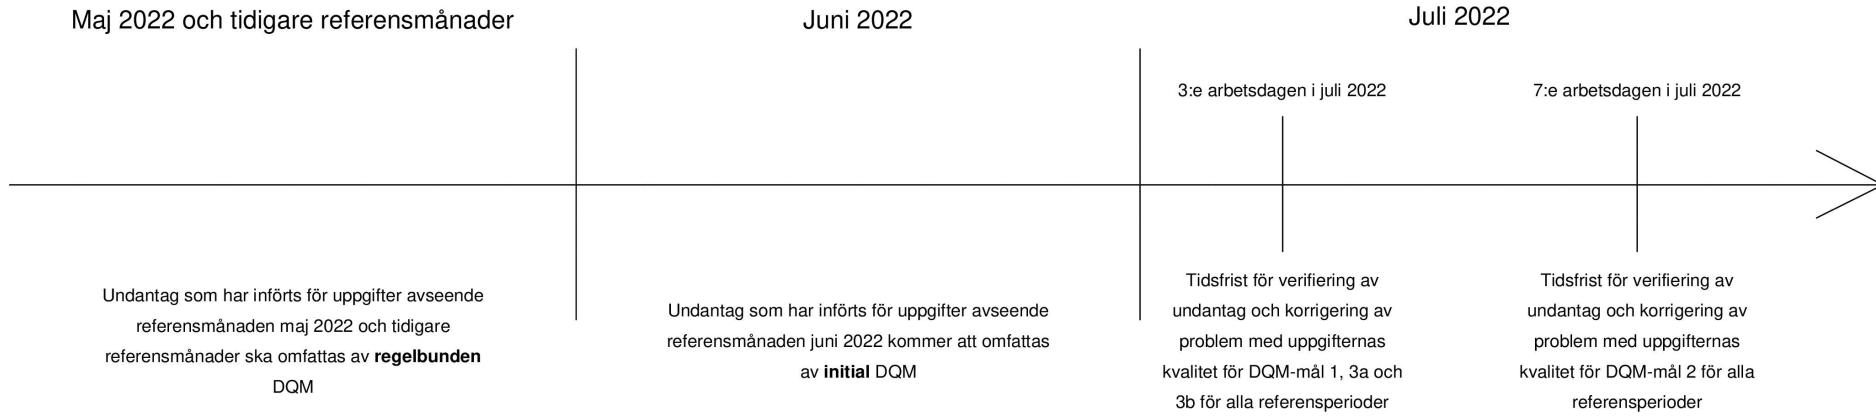 Maj 2022 och tidigare referensmånader
Juni 2022
Juli 2022
3:e arbetsdagen i juli 2022
7:e arbetsdagen i juli 2022
Undantag som har införts för uppgifter avseende
referensmånaden maj 2022 och tidigare
referensmånader ska omfattas av regelbunden
DQM
Undantag som har införts för uppgifter avseende
referensmånaden juni 2022 kommer att omfattas
av initial DQM
Tidsfrist för verifiering av
undantag och korrigering av
problem med uppgifternas
kvalitet för DQM-mål 1, 3a och
3b för alla referensperioder
Tidsfrist för verifiering av
undantag och korrigering av
problem med uppgifternas
kvalitet för DQM-mål 2 för alla
referensperioder